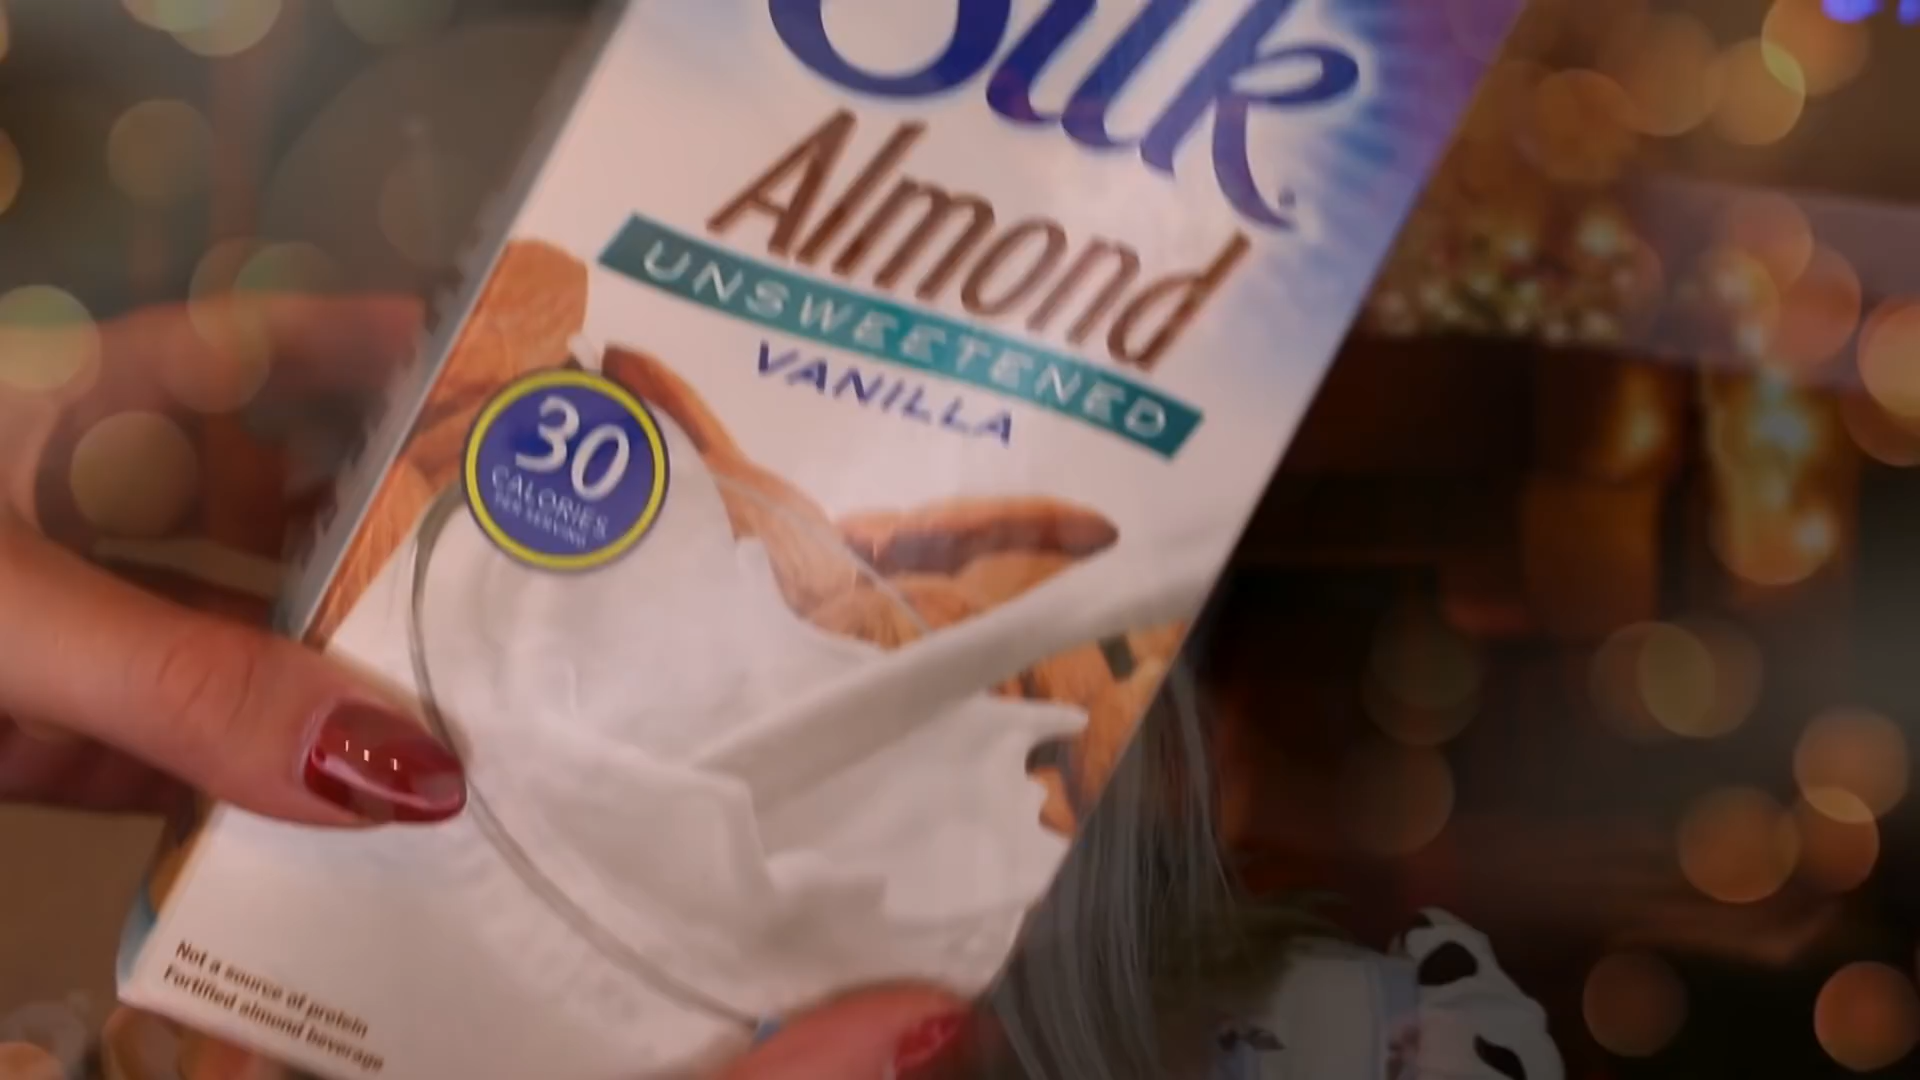 Silk
Almond
UNSWEETENED
VANILLA
30
CALORIES
PER SERVING
Not a source of protein
Fortified almond beverage